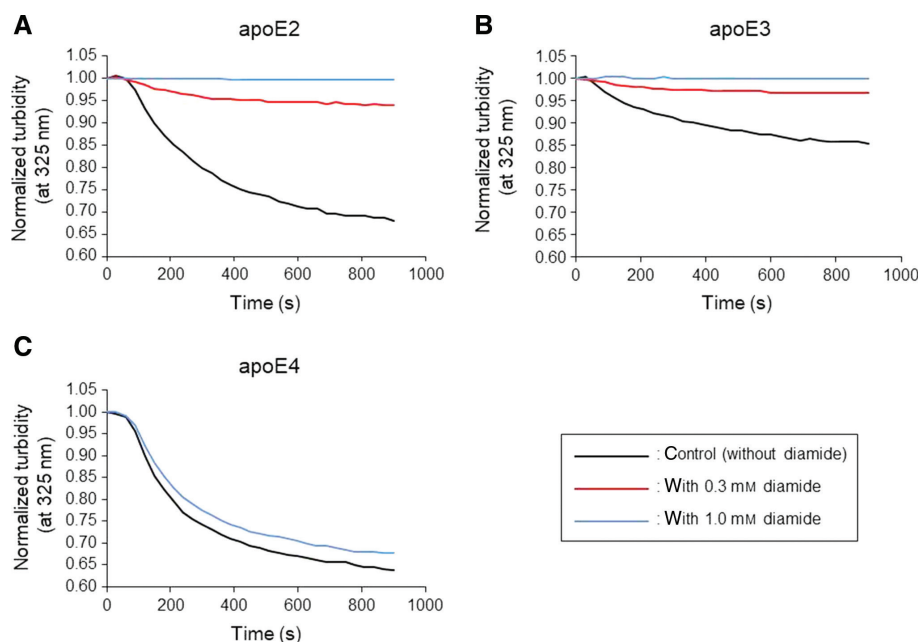 A
apoE2
Normalized turbidity
(at 325 nm)
1.05
1.00
0.95
0.90
0.85
0.80
0.75
0.70
0.65
0.60
0 200 400 600 800 1000
Time (s)
B
apoE3
Normalized turbidity
(at 325 nm)
1.05
1.00
0.95
0.90
0.85
0.80
0.75
0.70
0.65
0.60
0 200 400 600 800 1000
Time (s)
C
apoE4
Normalized turbidity
(at 325 nm)
1.05
1.00
0.95
0.90
0.85
0.80
0.75
0.70
0.65
0.60
0 200 400 600 800 1000
Time (s)
: Control (without diamide)
: With 0.3 mM diamide
: With 1.0 mM diamide